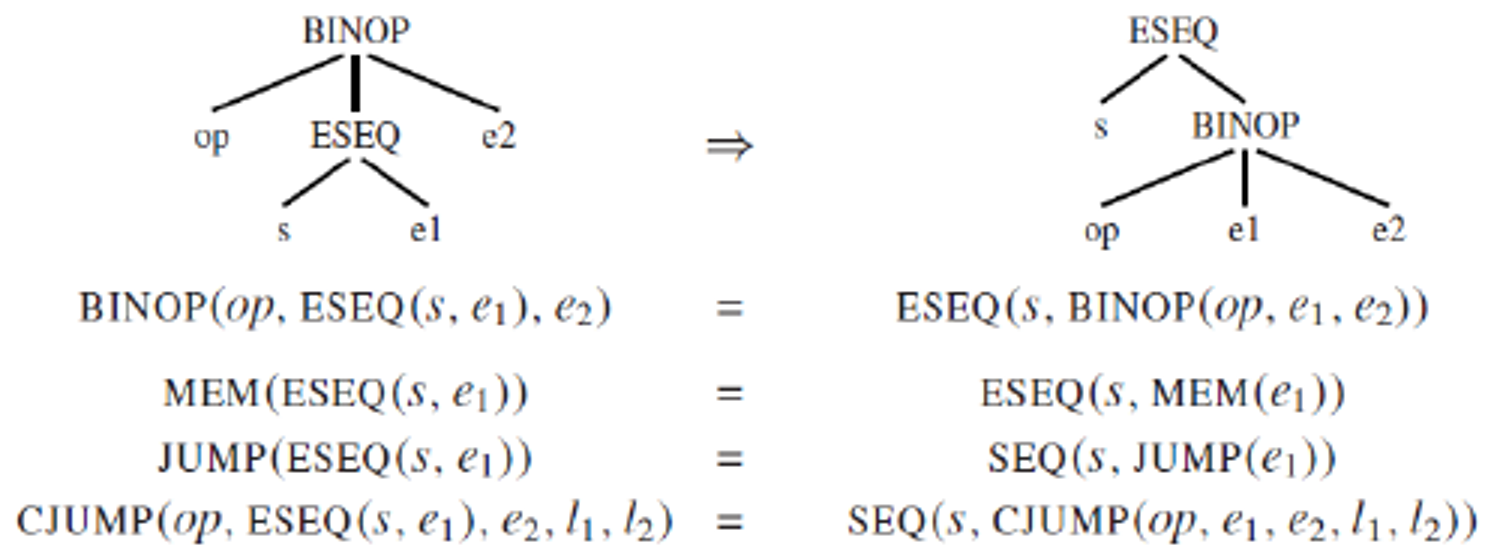 BINOP ESEQ
op ESEQ e2 ⇒ s BINOP
s e1 op e1 e2
BINOP(op, ESEQ(s, e₁), e₂) = ESEQ(s, BINOP(op, e₁, e₂))
MEM(ESEQ(s, e₁)) = ESEQ(s, MEM(e₁))
JUMP(ESEQ(s, e₁)) = SEQ(s, JUMP(e₁))
CJUMP(op, ESEQ(s, e₁), e₂, l₁, l₂) = SEQ(s, CJUMP(op, e₁, e₂, l₁, l₂))